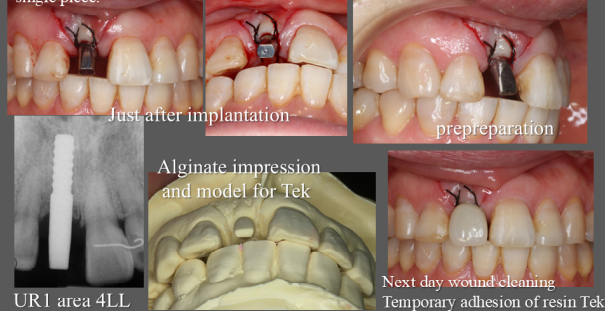 single piece.
Just after implantation
prepreparation
Alginate impression
and model for Tek
Next day wound cleaning
Temporary adhesion of resin Tek
UR1 area 4LL